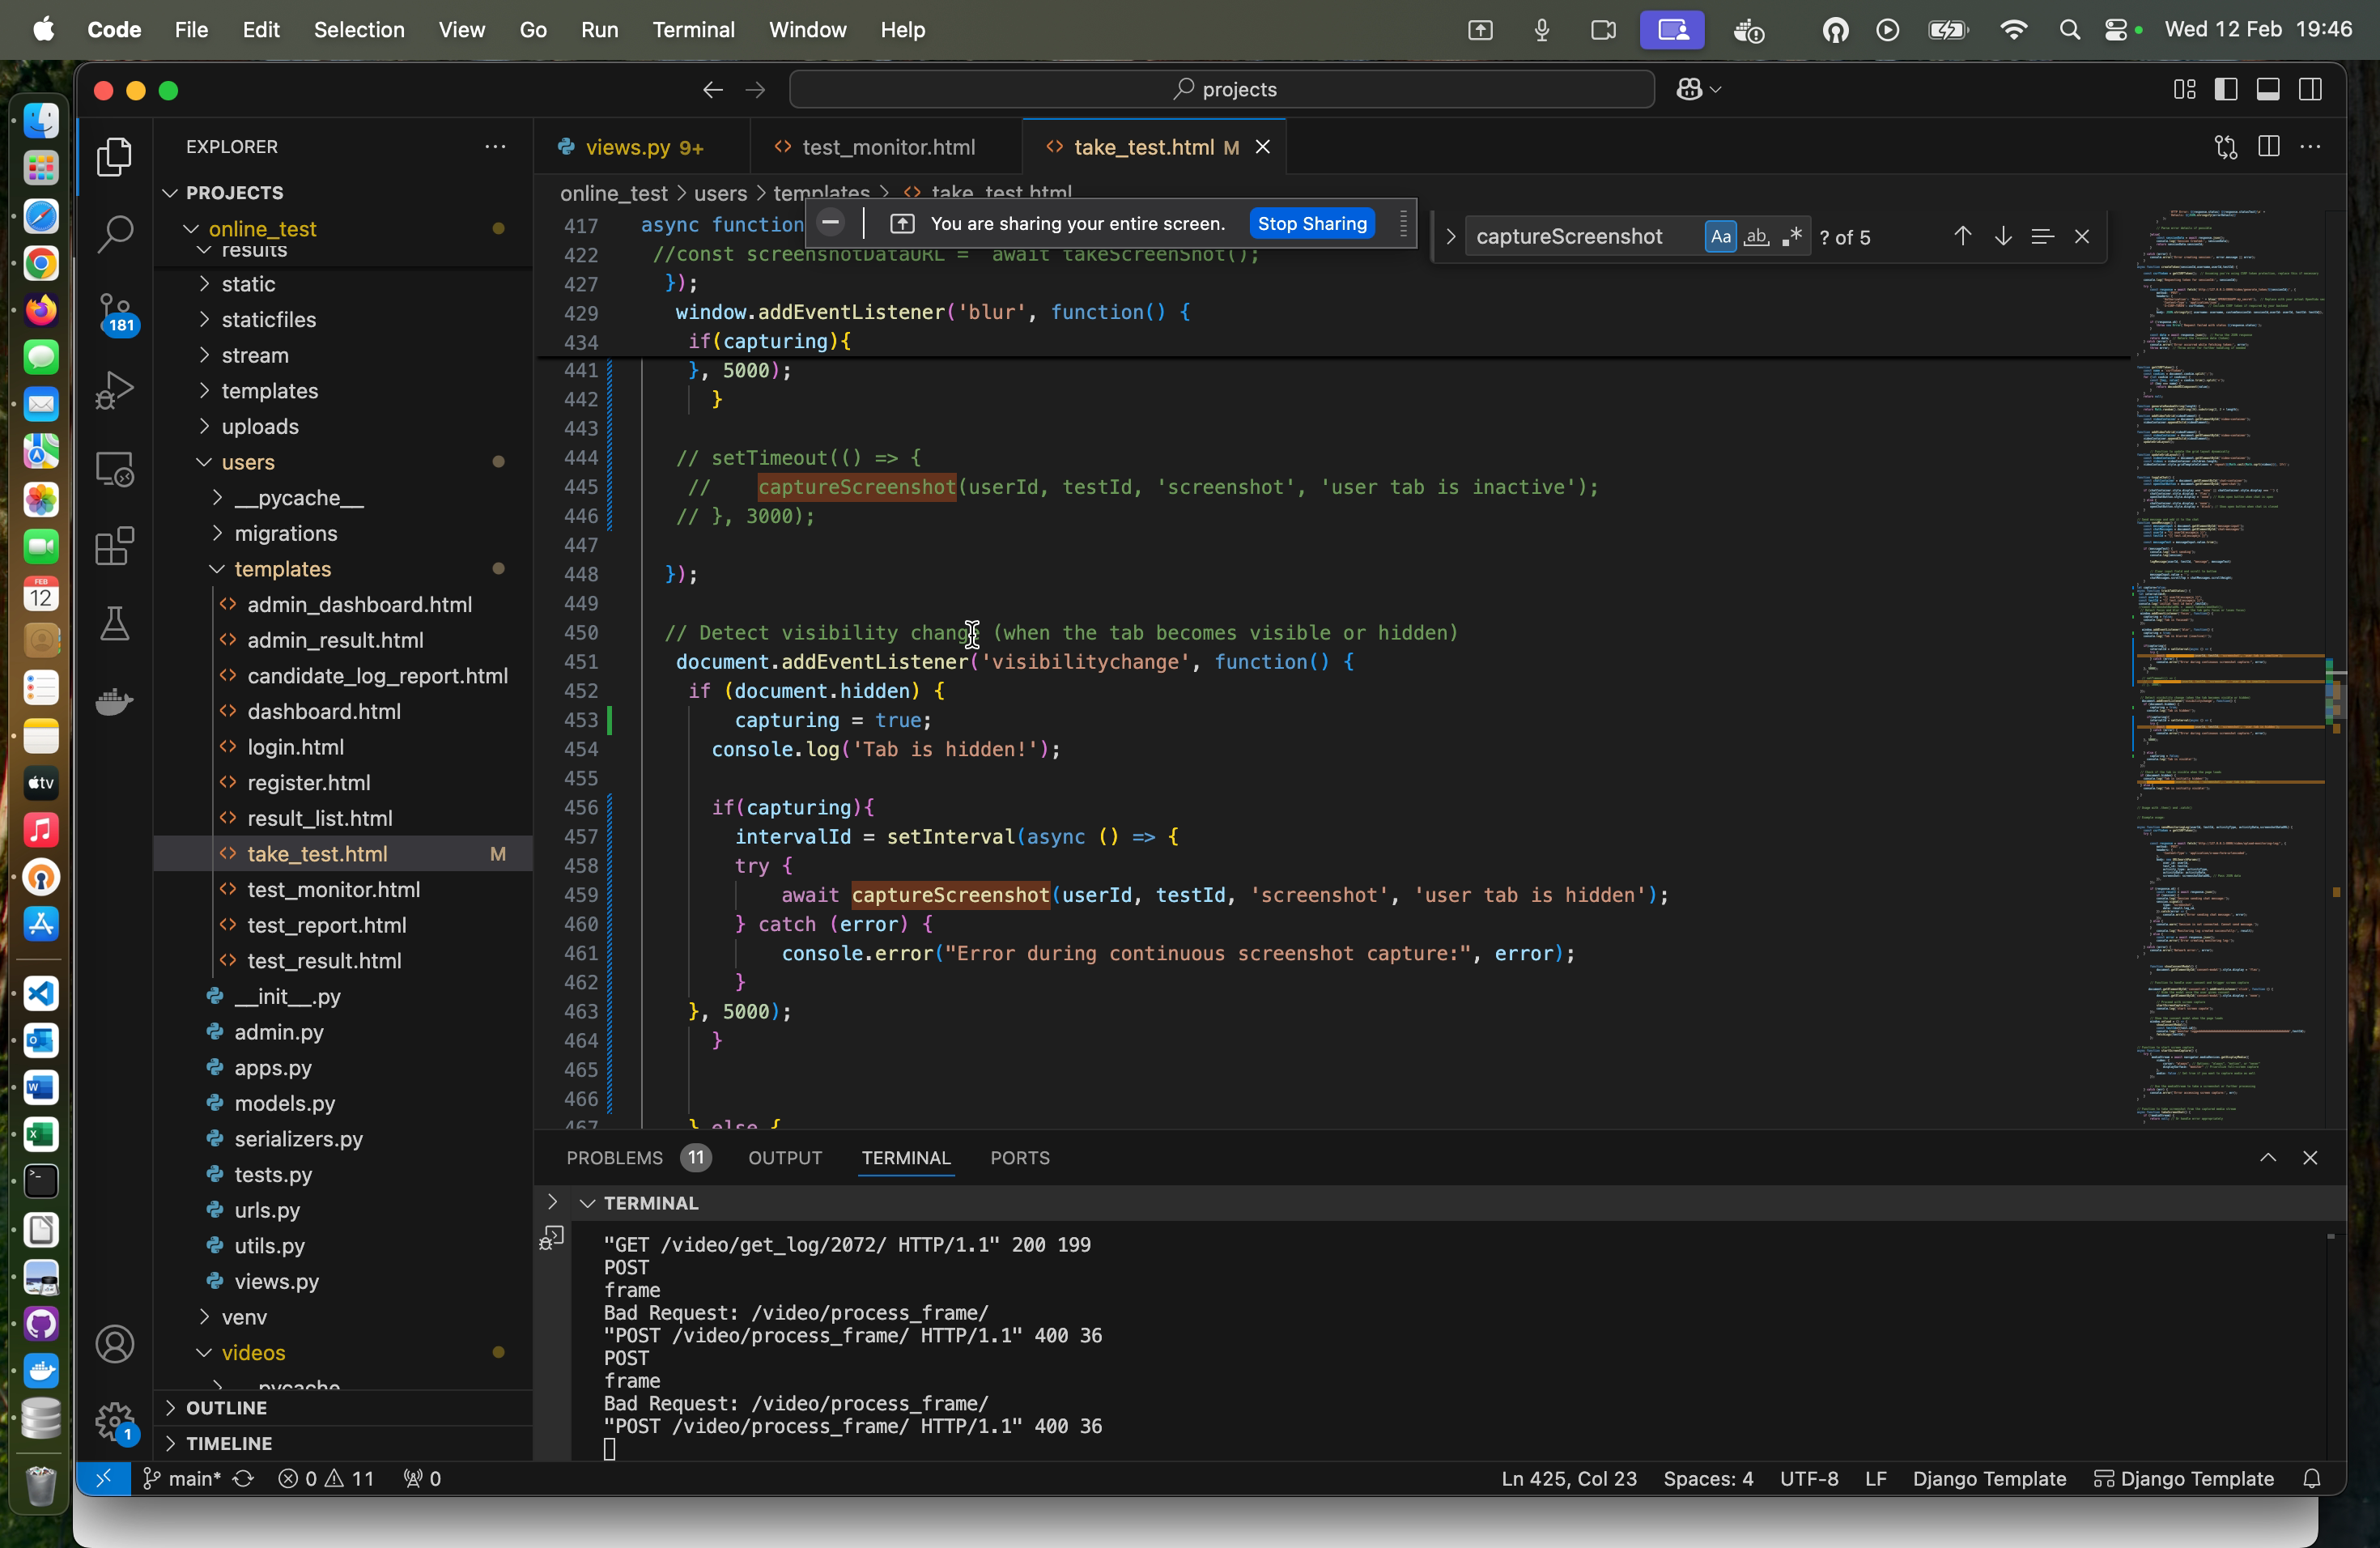 Code File Edit Selection View Go Run Terminal Window Help Wed 12 Feb 19:46
projects
EXPLORER
PROJECTS
online_test
results
static
staticfiles
stream
templates
uploads
users
__pycache__
migrations
templates
admin_dashboard.html
admin_result.html
candidate_log_report.html
dashboard.html
login.html
register.html
result_list.html
take_test.html M
test_monitor.html
test_report.html
test_result.html
__init__.py
admin.py
apps.py
models.py
serializers.py
tests.py
urls.py
utils.py
views.py
venv
videos
__pycache__
OUTLINE
TIMELINE
181
1
FEB
12
tv
views.py 9+
test_monitor.html
take_test.html M
online_test > users > templates > take_test.html
You are sharing your entire screen. Stop Sharing
captureScreenshot Aa ab .* ? of 5
417 async function
422 //const screenshotDataURL = await takeScreenShot();
427 });
429 window.addEventListener('blur', function() {
434 if(capturing){
441 }, 5000);
442 }
443
444 // setTimeout(() => {
445 // captureScreenshot(userId, testId, 'screenshot', 'user tab is inactive');
446 // }, 3000);
447
448 });
449
450 // Detect visibility change (when the tab becomes visible or hidden)
451 document.addEventListener('visibilitychange', function() {
452 if (document.hidden) {
453 capturing = true;
454 console.log('Tab is hidden!');
455
456 if(capturing){
457 intervalId = setInterval(async () => {
458 try {
459 await captureScreenshot(userId, testId, 'screenshot', 'user tab is hidden');
460 } catch (error) {
461 console.error("Error during continuous screenshot capture:", error);
462 }
463 }, 5000);
464 }
465
466
467 } else {
PROBLEMS 11 OUTPUT TERMINAL PORTS
TERMINAL
"GET /video/get_log/2072/ HTTP/1.1" 200 199
POST
frame
Bad Request: /video/process_frame/
"POST /video/process_frame/ HTTP/1.1" 400 36
POST
frame
Bad Request: /video/process_frame/
"POST /video/process_frame/ HTTP/1.1" 400 36
main* 0 11 0 Ln 425, Col 23 Spaces: 4 UTF-8 LF Django Template Django Template